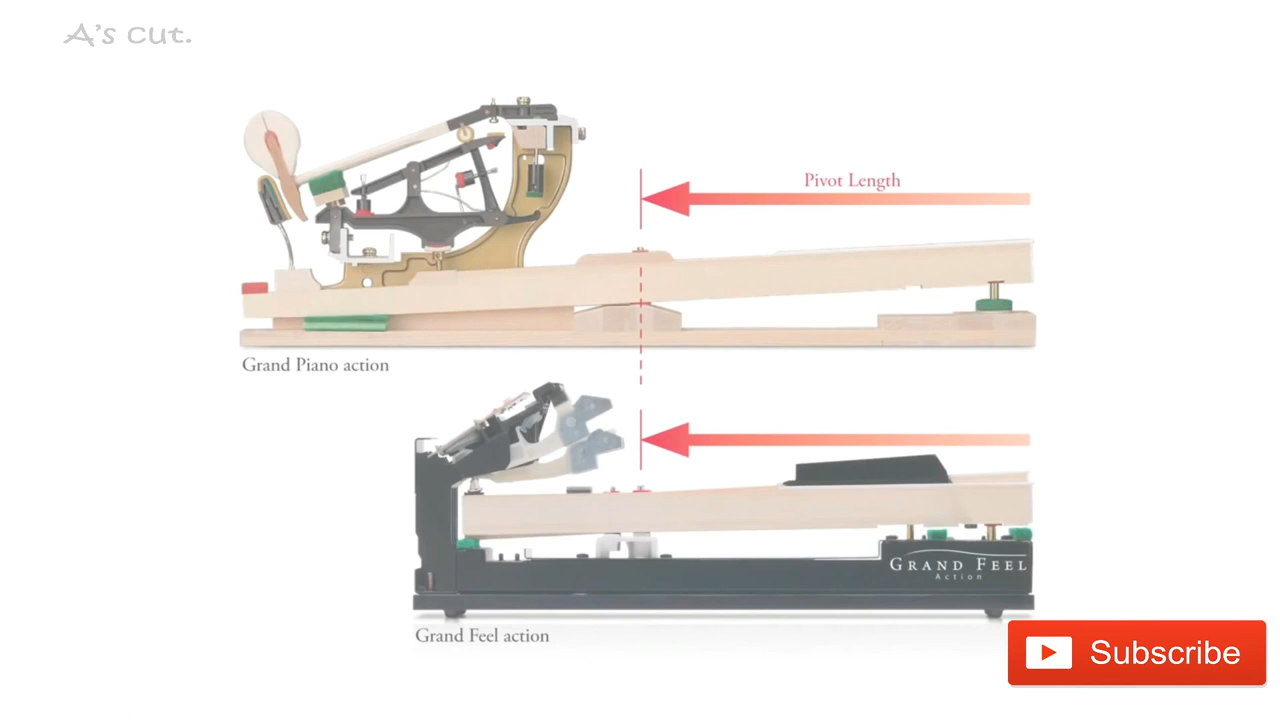 A's cut.
Pivot Length
Grand Piano action
GRAND FEEL
Action
Grand Feel action
Subscribe